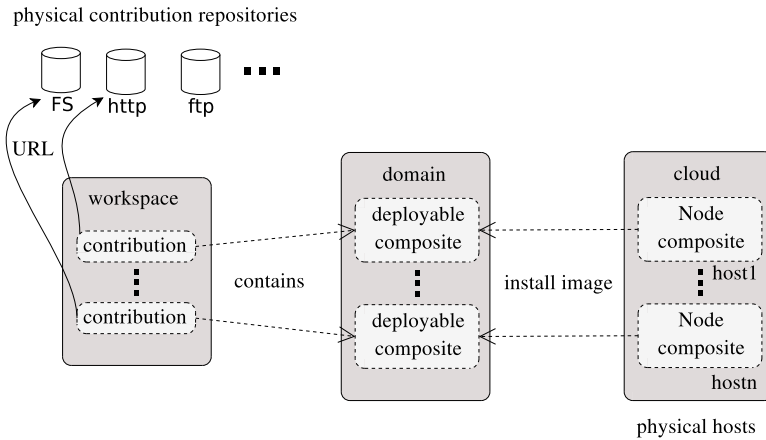 physical contribution repositories
FS
http
ftp
URL
workspace
contribution
contribution
contains
domain
deployable
composite
deployable
composite
install image
cloud
Node
composite
host1
Node
composite
hostn
physical hosts